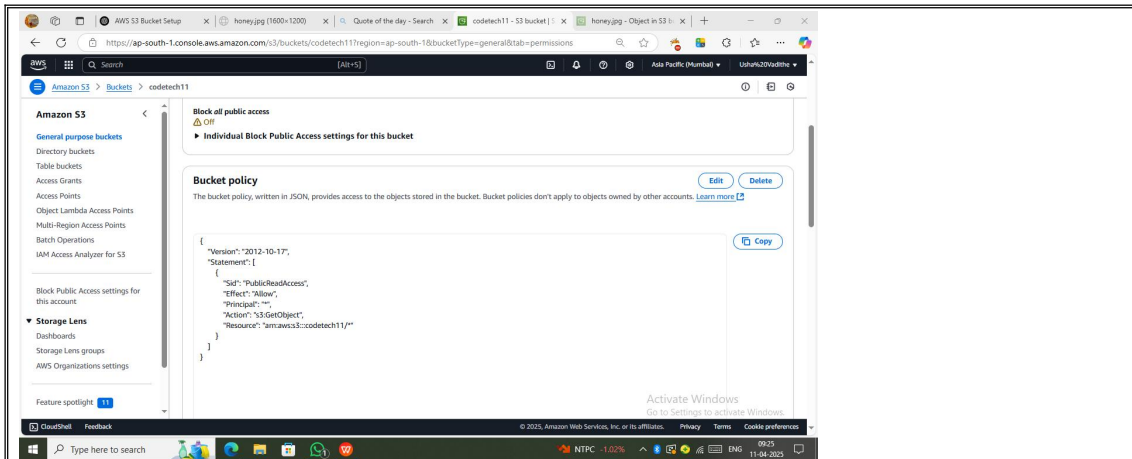 AWS S3 Bucket Setup
honey.jpg (1600×1200)
Quote of the day - Search
codetech11 - S3 bucket | S
honey.jpg - Object in S3 b
https://ap-south-1.console.aws.amazon.com/s3/buckets/codetech11?region=ap-south-1&bucketType=general&tab=permissions
aws
Search
[Alt+S]
Asia Pacific (Mumbai)
Usha%20Vadithe
Amazon S3 > Buckets > codetech11
Amazon S3
General purpose buckets
Directory buckets
Table buckets
Access Grants
Access Points
Object Lambda Access Points
Multi-Region Access Points
Batch Operations
IAM Access Analyzer for S3
Block Public Access settings for
this account
Storage Lens
Dashboards
Storage Lens groups
AWS Organizations settings
Feature spotlight 11
Block all public access
Off
Individual Block Public Access settings for this bucket
Bucket policy
Edit
Delete
The bucket policy, written in JSON, provides access to the objects stored in the bucket. Bucket policies don't apply to objects owned by other accounts. Learn more
Copy
{
"Version": "2012-10-17",
"Statement": [
{
"Sid": "PublicReadAccess",
"Effect": "Allow",
"Principal": "*",
"Action": "s3:GetObject",
"Resource": "arn:aws:s3:::codetech11/*"
}
]
}
Activate Windows
Go to Settings to activate Windows.
CloudShell
Feedback
© 2025, Amazon Web Services, Inc. or its affiliates.
Privacy
Terms
Cookie preferences
Type here to search
NTPC -1.02%
ENG
09:25
11-04-2025